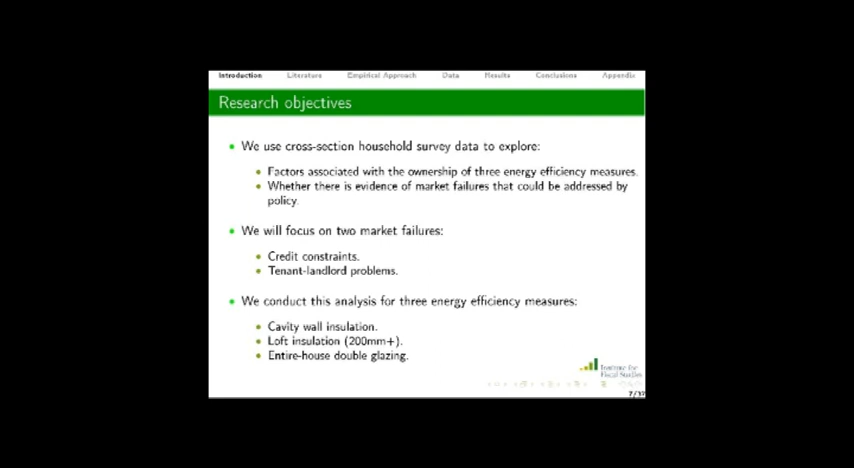 Introduction Literature Empirical Approach Data Results Conclusions Appendix
Research objectives
We use cross-section household survey data to explore:
Factors associated with the ownership of three energy efficiency measures.
Whether there is evidence of market failures that could be addressed by
policy.
We will focus on two market failures:
Credit constraints.
Tenant-landlord problems.
We conduct this analysis for three energy efficiency measures:
Cavity wall insulation.
Loft insulation (200mm+).
Entire-house double glazing.
Institute for
Fiscal Studies
7/37